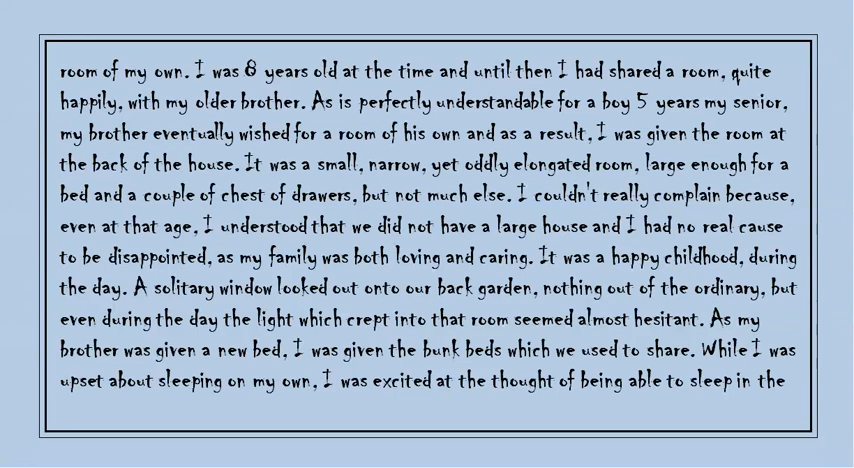 room of my own. I was 8 years old at the time and until then I had shared a room, quite
happily, with my older brother. As is perfectly understandable for a boy 5 years my senior,
my brother eventually wished for a room of his own and as a result, I was given the room at
the back of the house. It was a small, narrow, yet oddly elongated room, large enough for a
bed and a couple of chest of drawers, but not much else. I couldn't really complain because,
even at that age, I understood that we did not have a large house and I had no real cause
to be disappointed, as my family was both loving and caring. It was a happy childhood, during
the day. A solitary window looked out onto our back garden, nothing out of the ordinary, but
even during the day the light which crept into that room seemed almost hesitant. As my
brother was given a new bed, I was given the bunk beds which we used to share. While I was
upset about sleeping on my own, I was excited at the thought of being able to sleep in the